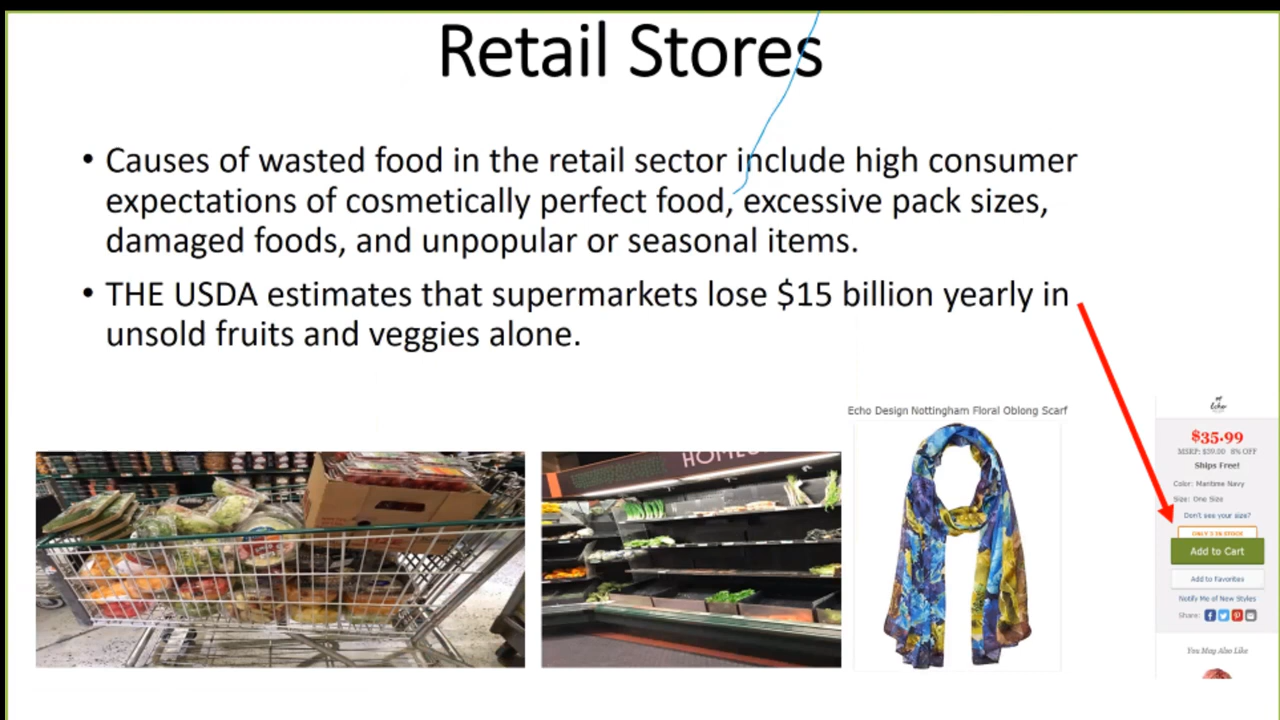 Retail Stores
• Causes of wasted food in the retail sector include high consumer
expectations of cosmetically perfect food, excessive pack sizes,
damaged foods, and unpopular or seasonal items.
• THE USDA estimates that supermarkets lose $15 billion yearly in
unsold fruits and veggies alone.
Echo Design Nottingham Floral Oblong Scarf
Echo
$35.99
MSRP: $39.00 8% OFF
Ships Free!
Color: Maritime Navy
Size: One Size
Don't see your size?
ONLY 3 IN STOCK
Add to Cart
Add to Favorites
Notify Me of New Styles
Share:
You May Also Like